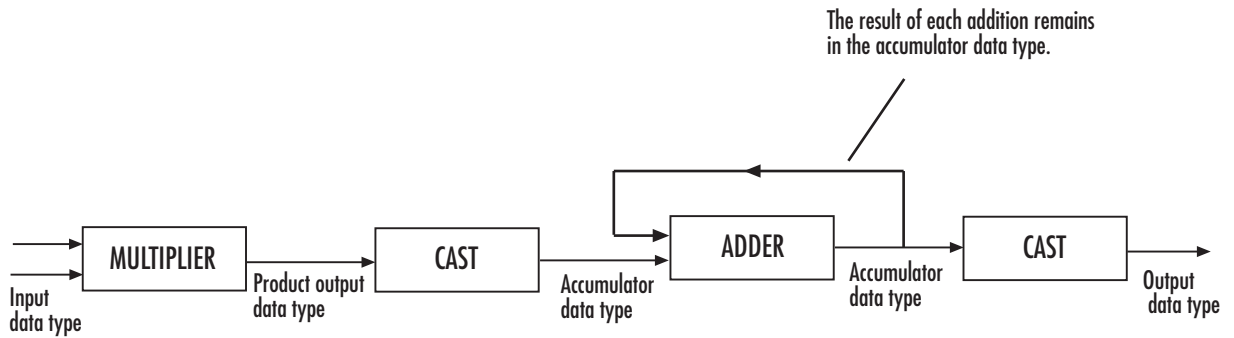 The result of each addition remains
in the accumulator data type.
MULTIPLIER
CAST
ADDER
CAST
Input
data type
Product output
data type
Accumulator
data type
Accumulator
data type
Output
data type